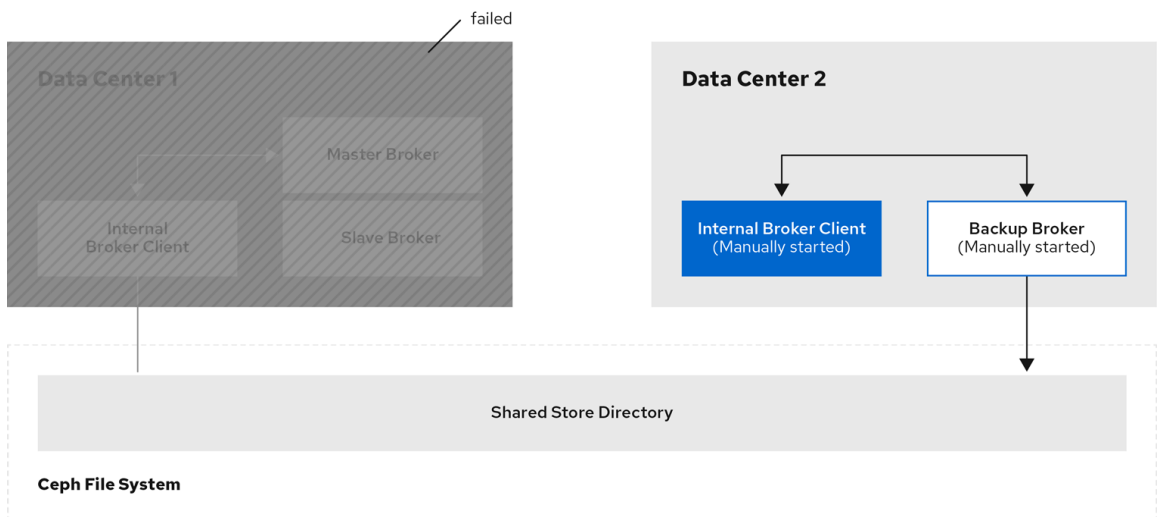 failed
Data Center 1
Master Broker
Internal
Broker Client
Slave Broker
Data Center 2
Internal Broker Client
(Manually started)
Backup Broker
(Manually started)
Shared Store Directory
Ceph File System